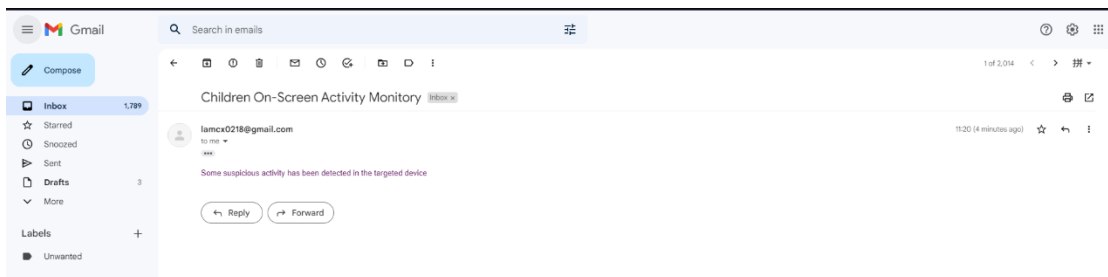 Gmail
Search in emails
Compose
1 of 2,014
Children On-Screen Activity Monitory Inbox x
Inbox 1,789
Starred
lamcx0218@gmail.com
11:20 (4 minutes ago)
to me
Snoozed
Sent
Some suspicious activity has been detected in the targeted device
Drafts 3
More
Reply
Forward
Labels +
Unwanted